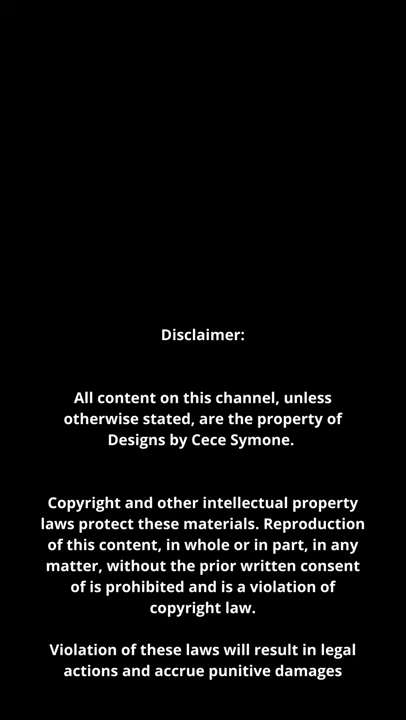 Disclaimer:
All content on this channel, unless
otherwise stated, are the property of
Designs by Cece Symone.
Copyright and other intellectual property
laws protect these materials. Reproduction
of this content, in whole or in part, in any
matter, without the prior written consent
of is prohibited and is a violation of
copyright law.
Violation of these laws will result in legal
actions and accrue punitive damages